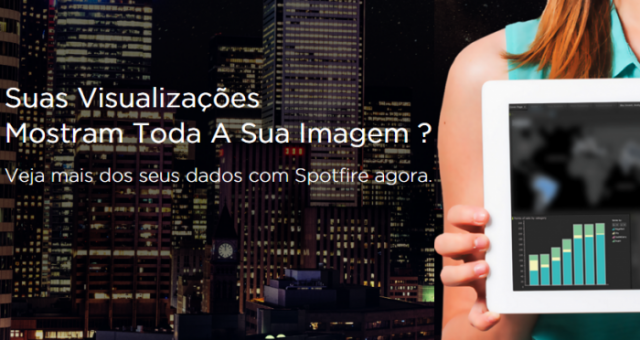 Suas Visualizações
Mostram Toda A Sua Imagem ?
Veja mais dos seus dados com Spotfire agora.